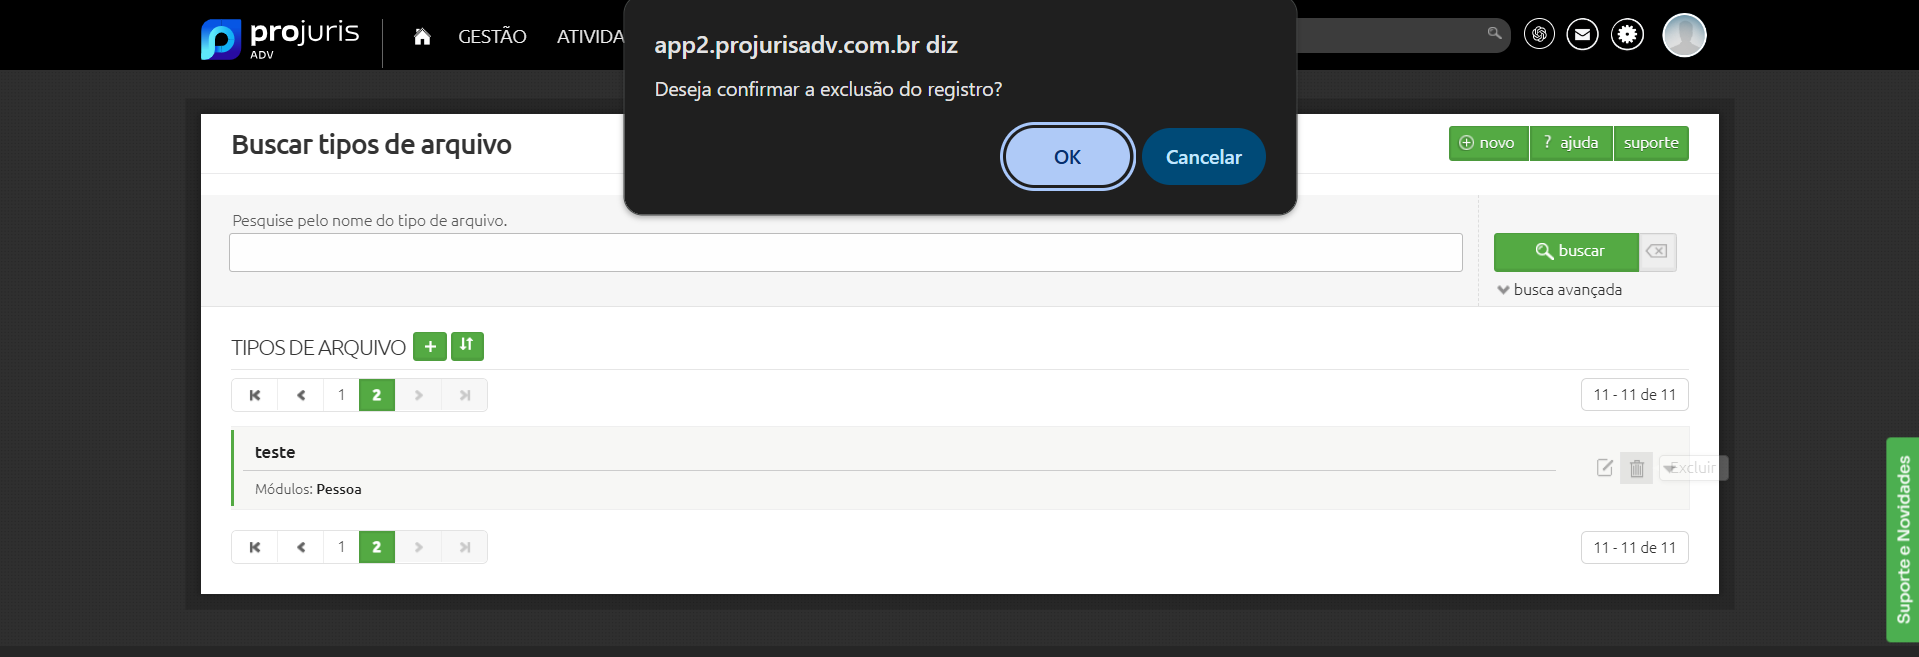 projuris
ADV
GESTÃO
ATIVIDA
app2.projurisadv.com.br diz
Deseja confirmar a exclusão do registro?
OK
Cancelar
Buscar tipos de arquivo
novo
? ajuda
suporte
Pesquise pelo nome do tipo de arquivo.
buscar
busca avançada
TIPOS DE ARQUIVO
1
2
11 - 11 de 11
teste
Módulos: Pessoa
Excluir
1
2
11 - 11 de 11
Suporte e Novidades